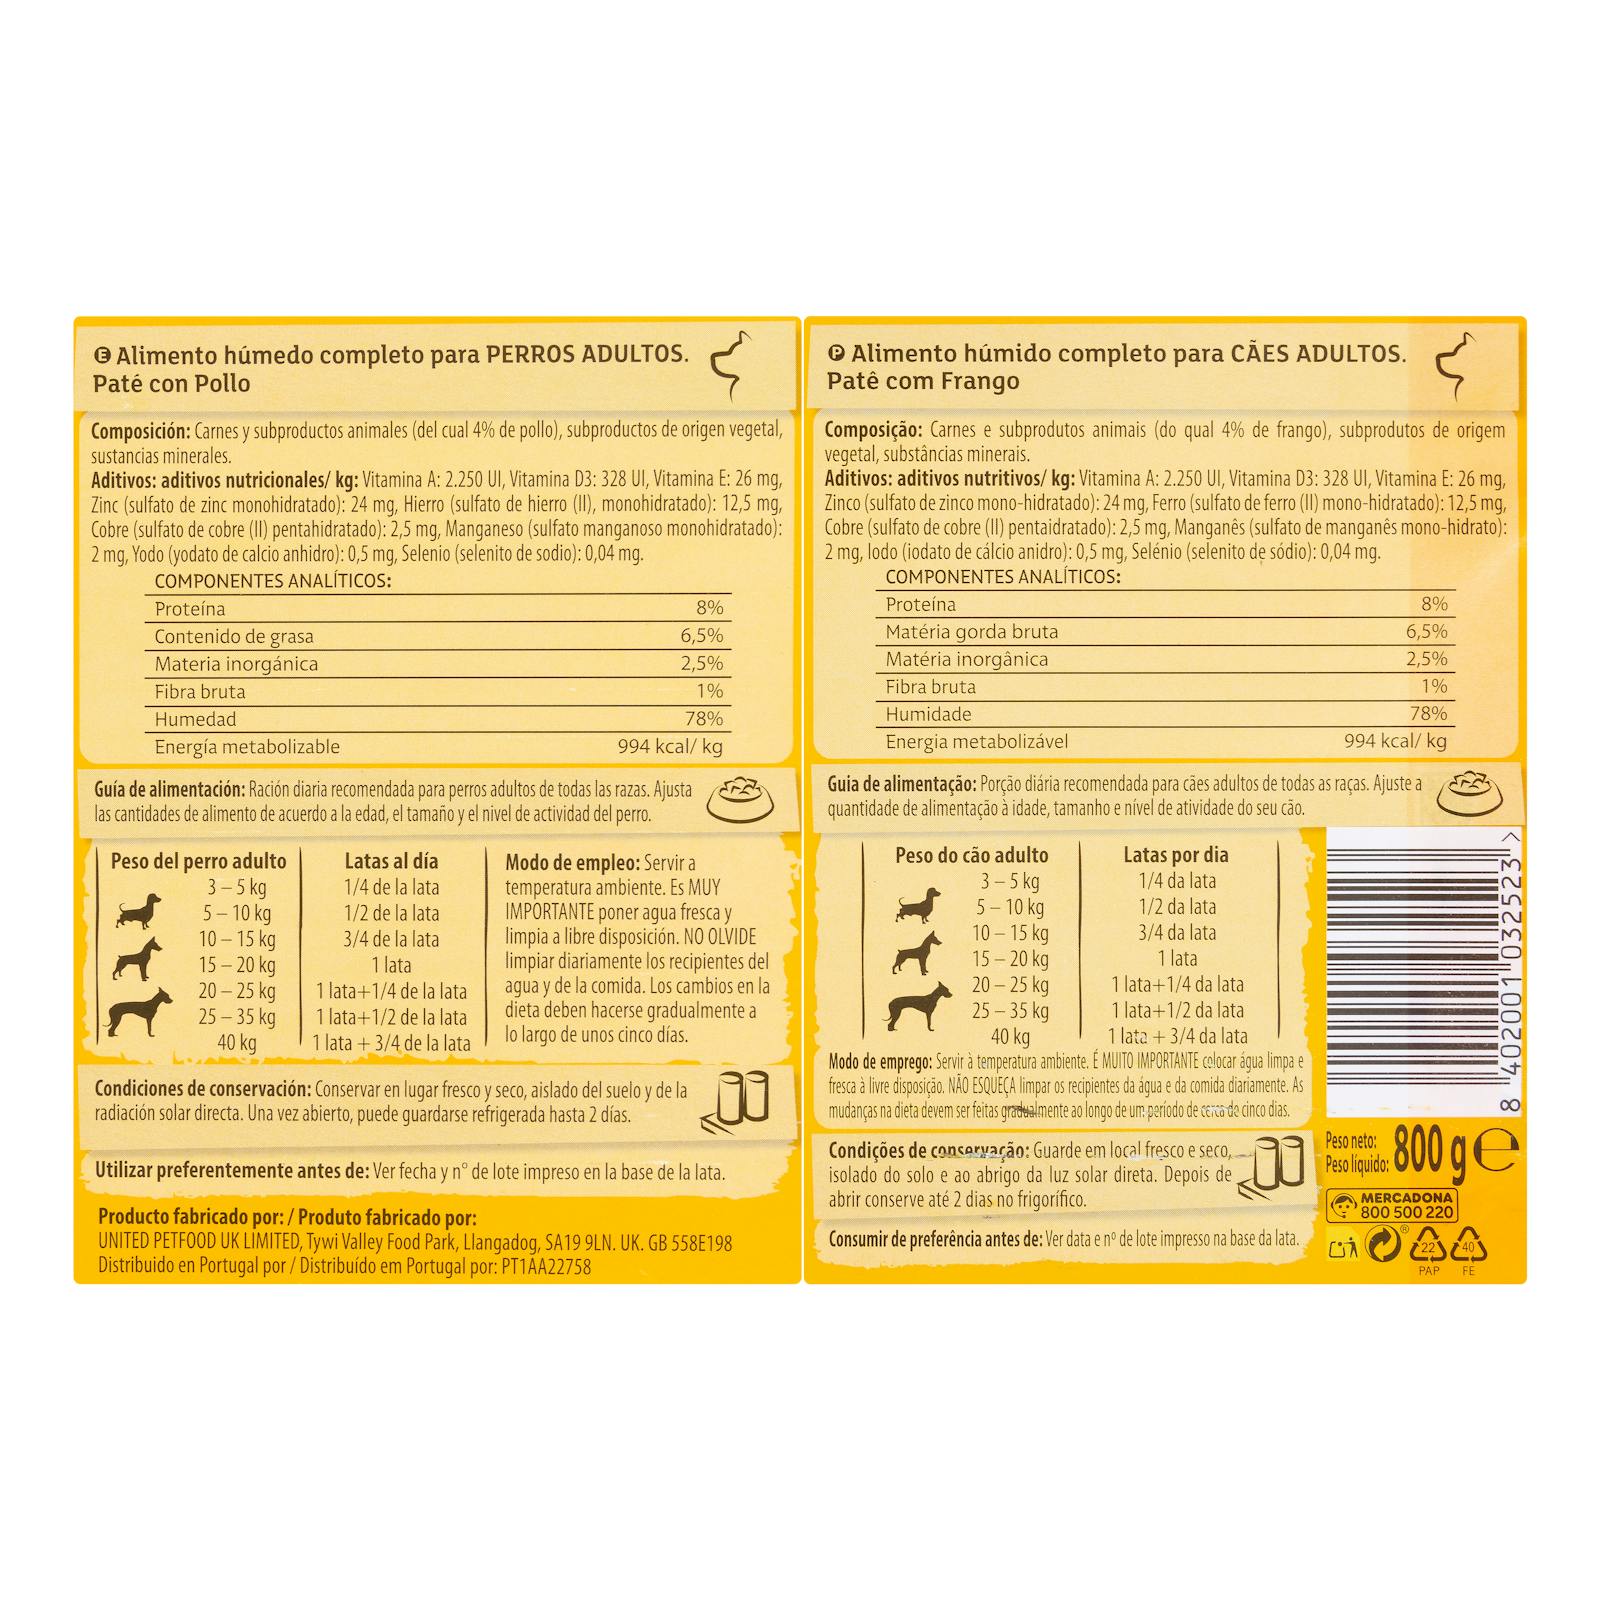 E Alimento húmedo completo para PERROS ADULTOS.
Paté con Pollo
Composición: Carnes y subproductos animales (del cual 4% de pollo), subproductos de origen vegetal,
sustancias minerales.
Aditivos: aditivos nutricionales/ kg: Vitamina A: 2.250 UI, Vitamina D3: 328 UI, Vitamina E: 26 mg,
Zinc (sulfato de zinc monohidratado): 24 mg, Hierro (sulfato de hierro (II), monohidratado): 12,5 mg,
Cobre (sulfato de cobre (II) pentahidratado): 2,5 mg, Manganeso (sulfato manganoso monohidratado):
2 mg, Yodo (yodato de calcio anhidro): 0,5 mg, Selenio (selenito de sodio): 0,04 mg.
COMPONENTES ANALÍTICOS:
Proteína 8%
Contenido de grasa 6,5%
Materia inorgánica 2,5%
Fibra bruta 1%
Humedad 78%
Energía metabolizable 994 kcal/ kg
Guía de alimentación: Ración diaria recomendada para perros adultos de todas las razas. Ajusta
las cantidades de alimento de acuerdo a la edad, el tamaño y el nivel de actividad del perro.
Peso del perro adulto Latas al día
3 – 5 kg 1/4 de la lata
5 – 10 kg 1/2 de la lata
10 – 15 kg 3/4 de la lata
15 – 20 kg 1 lata
20 – 25 kg 1 lata+1/4 de la lata
25 – 35 kg 1 lata+1/2 de la lata
40 kg 1 lata + 3/4 de la lata
Modo de empleo: Servir a
temperatura ambiente. Es MUY
IMPORTANTE poner agua fresca y
limpia a libre disposición. NO OLVIDE
limpiar diariamente los recipientes del
agua y de la comida. Los cambios en la
dieta deben hacerse gradualmente a
lo largo de unos cinco días.
Condiciones de conservación: Conservar en lugar fresco y seco, aislado del suelo y de la
radiación solar directa. Una vez abierto, puede guardarse refrigerada hasta 2 días.
Utilizar preferentemente antes de: Ver fecha y nº de lote impreso en la base de la lata.
Producto fabricado por: / Produto fabricado por:
UNITED PETFOOD UK LIMITED, Tywi Valley Food Park, Llangadog, SA19 9LN. UK. GB 558E198
Distribuido en Portugal por / Distribuído em Portugal por: PT1AA22758
P Alimento húmido completo para CÃES ADULTOS.
Patê com Frango
Composição: Carnes e subprodutos animais (do qual 4% de frango), subprodutos de origem
vegetal, substâncias minerais.
Aditivos: aditivos nutritivos/ kg: Vitamina A: 2.250 UI, Vitamina D3: 328 UI, Vitamina E: 26 mg,
Zinco (sulfato de zinco mono-hidratado): 24 mg, Ferro (sulfato de ferro (II) mono-hidratado): 12,5 mg,
Cobre (sulfato de cobre (II) pentaidratado): 2,5 mg, Manganês (sulfato de manganês mono-hidrato):
2 mg, Iodo (iodato de cálcio anidro): 0,5 mg, Selénio (selenito de sódio): 0,04 mg.
COMPONENTES ANALÍTICOS:
Proteína 8%
Matéria gorda bruta 6,5%
Matéria inorgânica 2,5%
Fibra bruta 1%
Humidade 78%
Energia metabolizável 994 kcal/ kg
Guia de alimentação: Porção diária recomendada para cães adultos de todas as raças. Ajuste a
quantidade de alimentação à idade, tamanho e nível de atividade do seu cão.
Peso do cão adulto Latas por dia
3 – 5 kg 1/4 da lata
5 – 10 kg 1/2 da lata
10 – 15 kg 3/4 da lata
15 – 20 kg 1 lata
20 – 25 kg 1 lata+1/4 da lata
25 – 35 kg 1 lata+1/2 da lata
40 kg 1 lata + 3/4 da lata
Modo de emprego: Servir à temperatura ambiente. É MUITO IMPORTANTE colocar água limpa e
fresca à livre disposição. NÃO ESQUEÇA limpar os recipientes da água e da comida diariamente. As
mudanças na dieta devem ser feitas gradualmente ao longo de um período de cerca de cinco dias.
Condições de conservação: Guarde em local fresco e seco,
isolado do solo e ao abrigo da luz solar direta. Depois de
abrir conserve até 2 dias no frigorífico.
Consumir de preferência antes de: Ver data e nº de lote impresso na base da lata.
8 402001 032523 >
Peso neto:
Peso líquido: 800 g e
MERCADONA
800 500 220
®
22 40
PAP FE